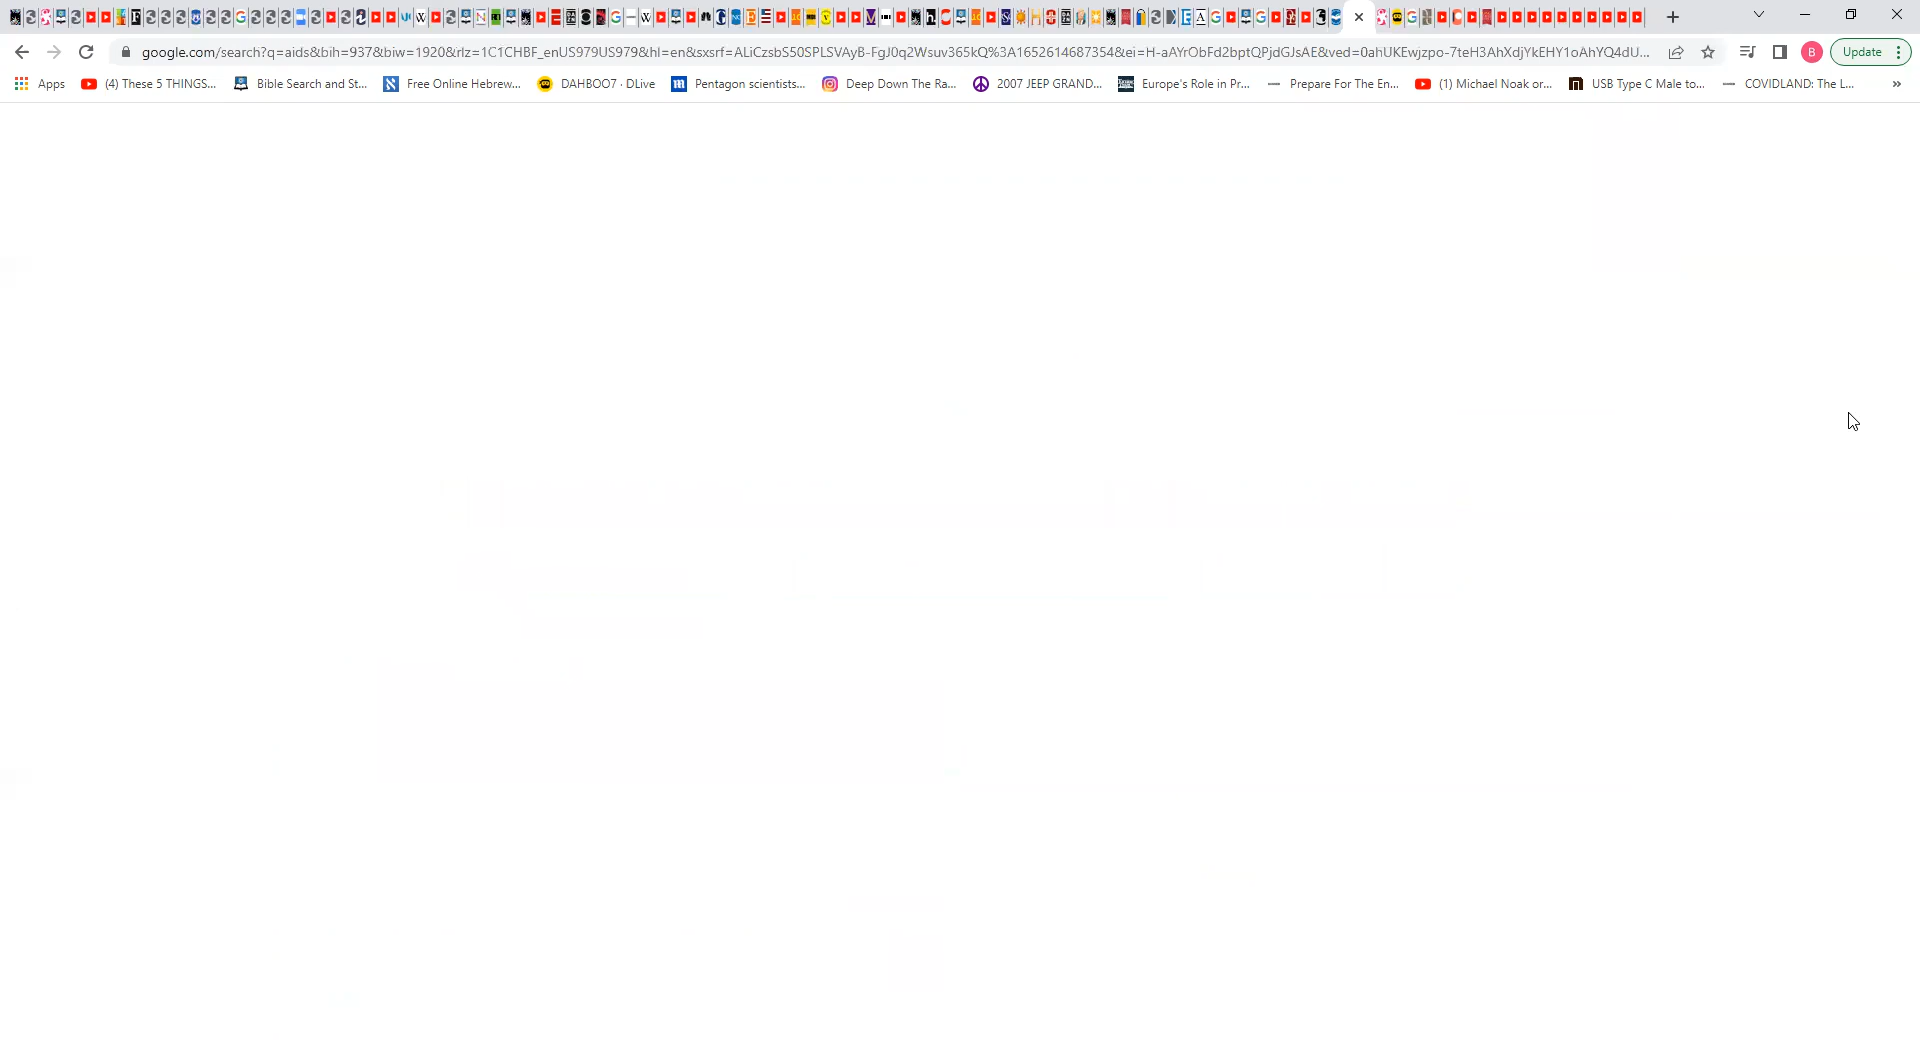 google.com/search?q=aids&bih=937&biw=1920&rlz=1C1CHBF_enUS979US979&hl=en&sxsrf=ALiCzsbS50SPLSVAyB-FgJ0q2Wsuv365kQ%3A1652614687354&ei=H-aAYrObFd2bptQPjdGJsAE&ved=0ahUKEwjzpo-7teH3AhXdjYkEHY1oAhYQ4dU... B Update
Apps (4) These 5 THINGS... Bible Search and St... Free Online Hebrew... DAHBOO7 · DLive Pentagon scientists... Deep Down The Ra... 2007 JEEP GRAND... Europe's Role in Pr... Prepare For The En... (1) Michael Noak or... USB Type C Male to... COVIDLAND: The L... »